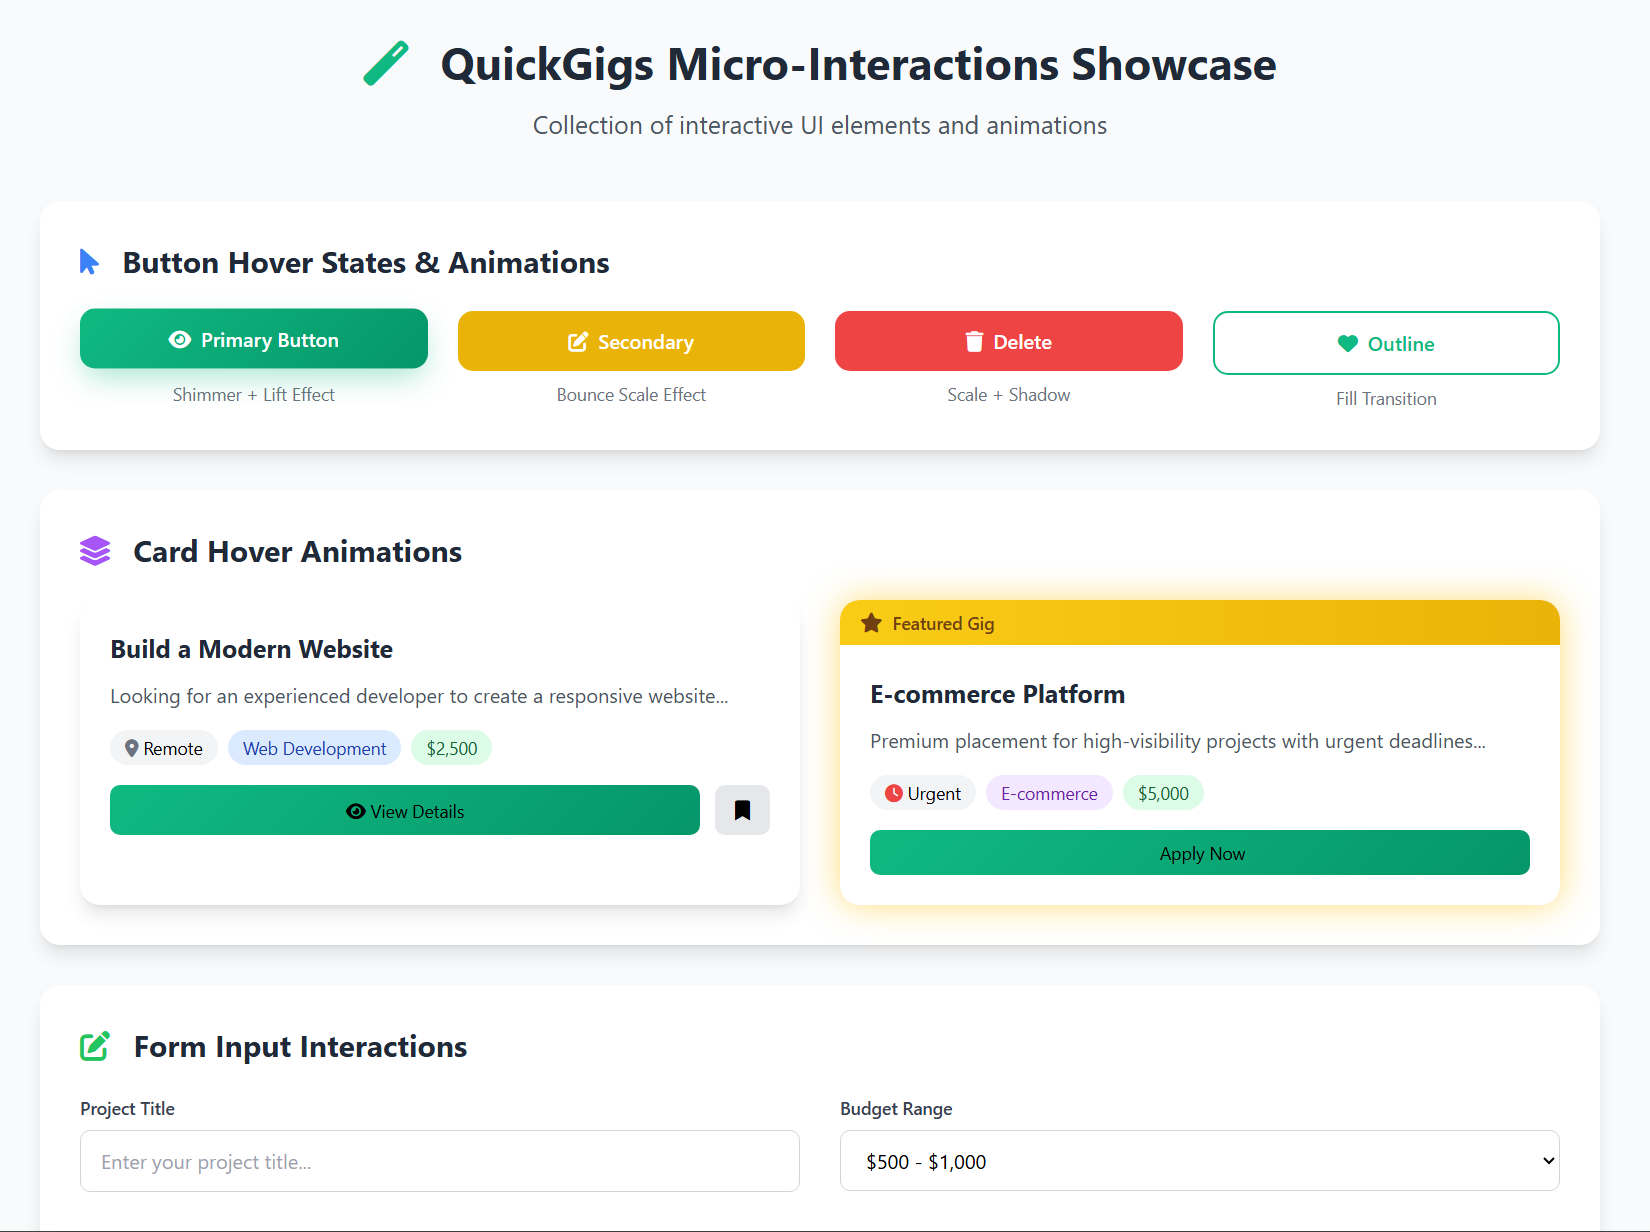 QuickGigs Micro-Interactions Showcase
Collection of interactive UI elements and animations
Button Hover States & Animations
Primary Button
Shimmer + Lift Effect
Secondary
Bounce Scale Effect
Delete
Scale + Shadow
Outline
Fill Transition
Card Hover Animations
Build a Modern Website
Looking for an experienced developer to create a responsive website...
Remote
Web Development
$2,500
View Details
Featured Gig
E-commerce Platform
Premium placement for high-visibility projects with urgent deadlines...
Urgent
E-commerce
$5,000
Apply Now
Form Input Interactions
Project Title
Enter your project title...
Budget Range
$500 - $1,000